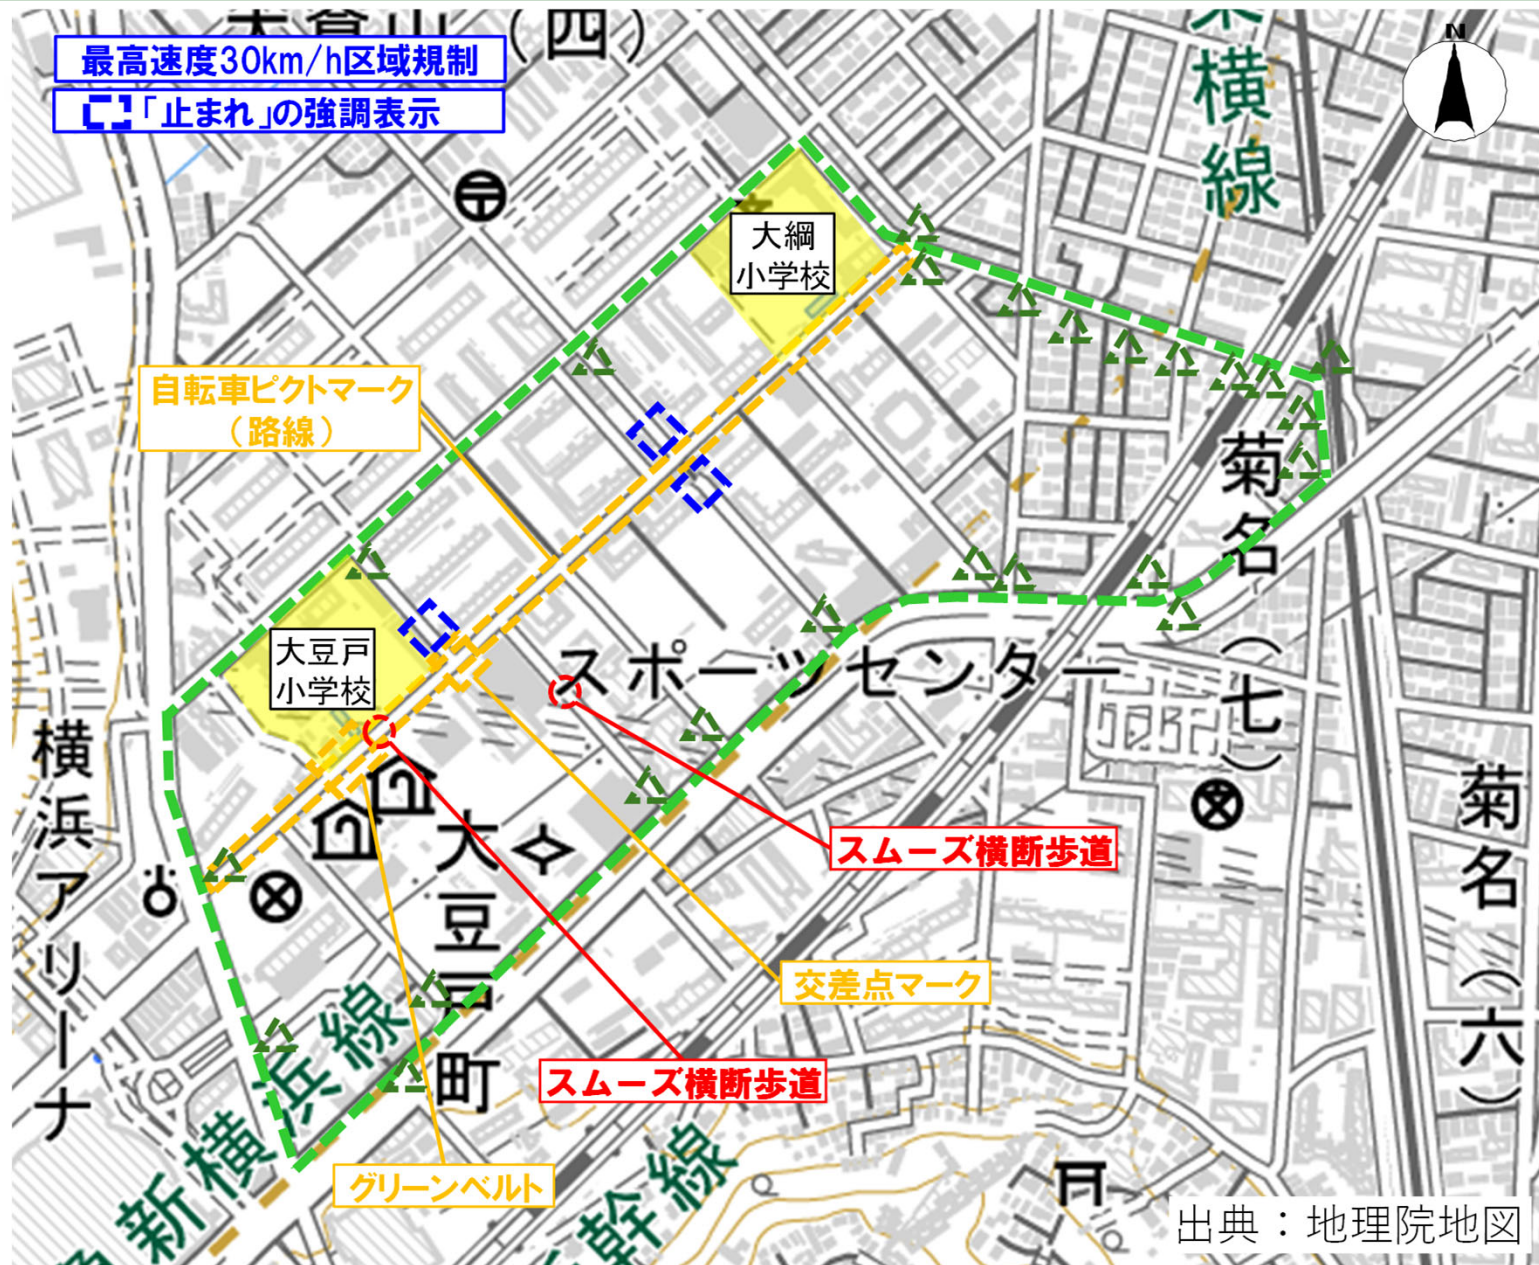 大倉山（四）
最高速度30km/h区域規制
「止まれ」の強調表示
N
東横線
大綱
小学校
自転車ピクトマーク
（路線）
菊名（七）
大豆戸
小学校
スポーツセンター
横浜アリーナ
スムーズ横断歩道
大豆戸町
菊名（六）
交差点マーク
スムーズ横断歩道
新横浜線
グリーンベルト
幹線
出典：地理院地図